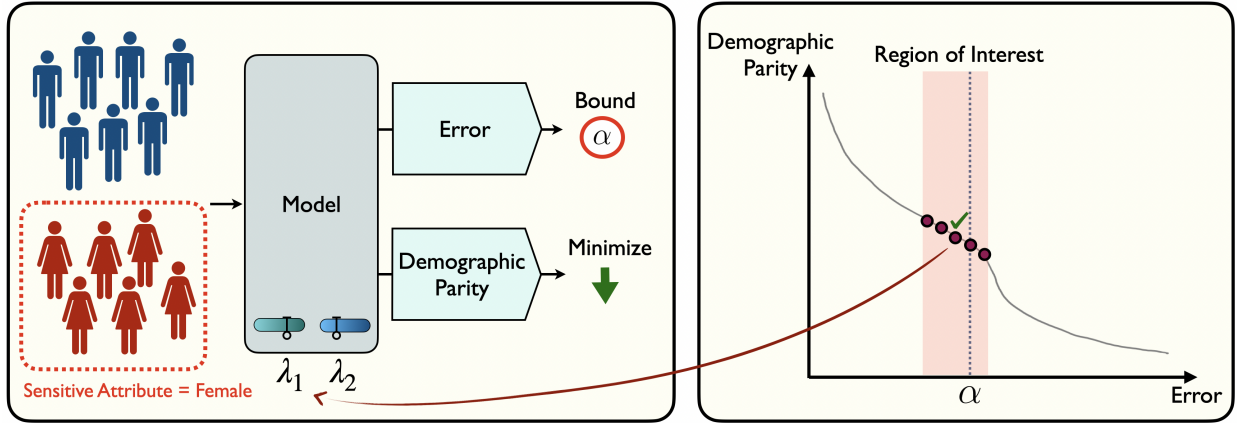 Model
λ1
λ2
Sensitive Attribute = Female
Error
Bound
α
Demographic
Parity
Minimize
Demographic
Parity
Region of Interest
α
Error